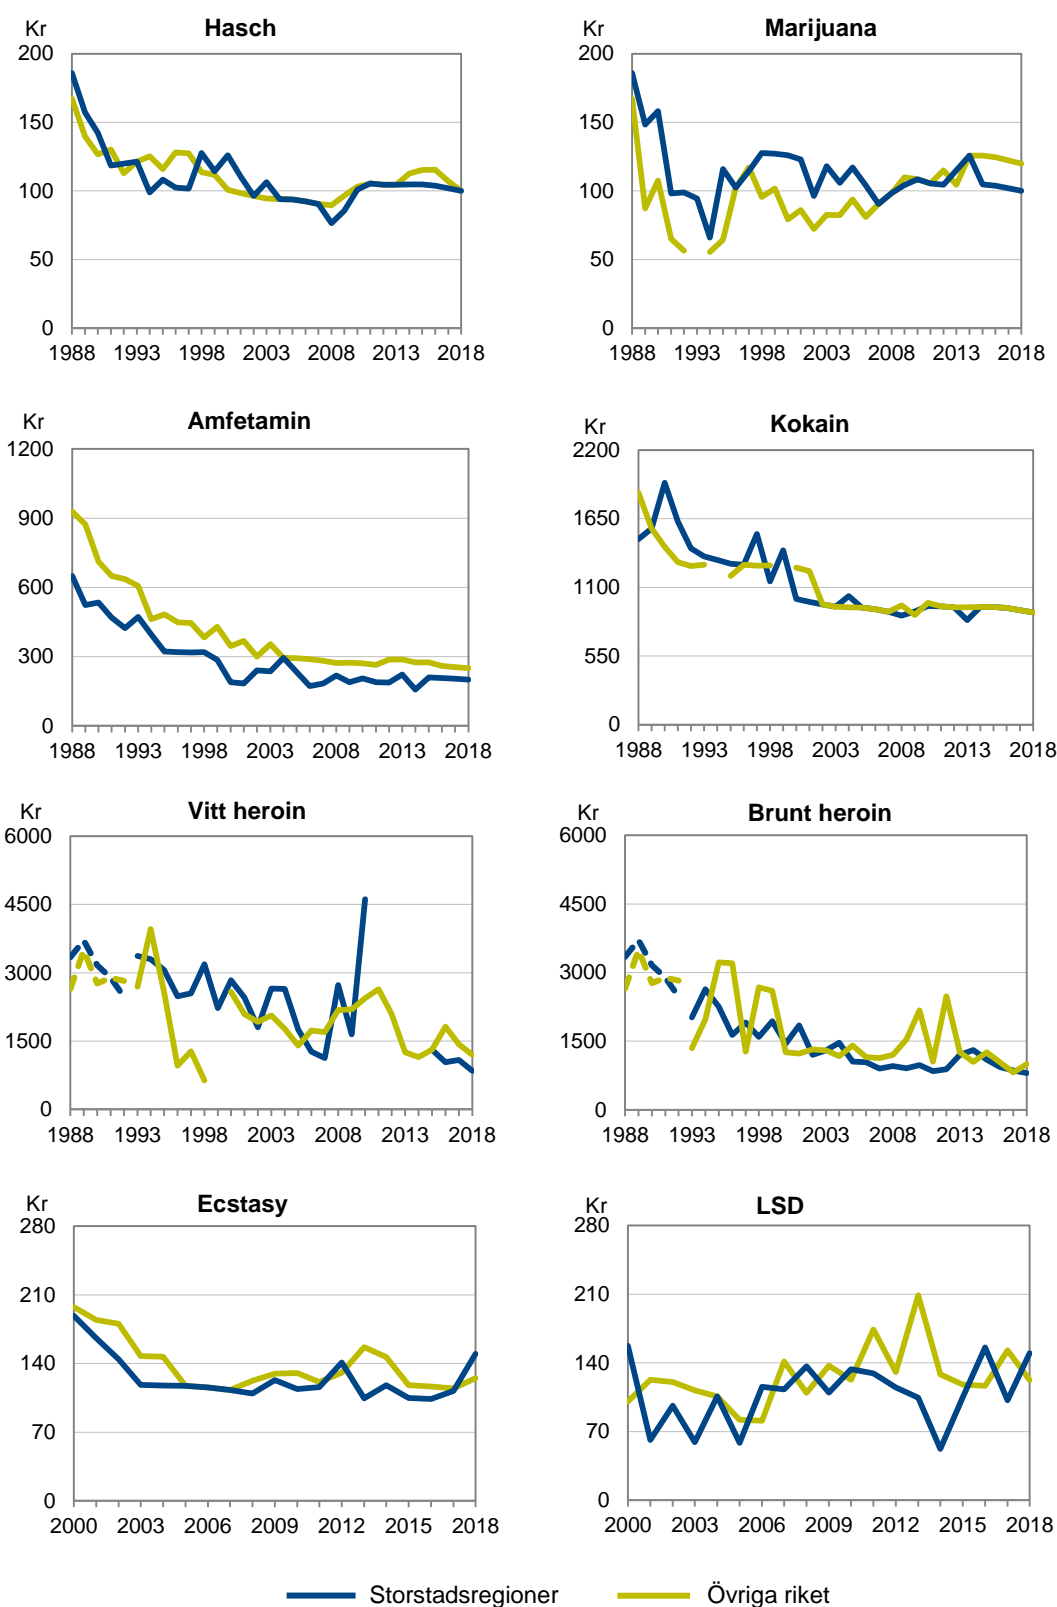 Kr Hasch
200
150
100
50
0
1988 1993 1998 2003 2008 2013 2018
Kr Marijuana
200
150
100
50
0
1988 1993 1998 2003 2008 2013 2018
Kr Amfetamin
1200
900
600
300
0
1988 1993 1998 2003 2008 2013 2018
Kr Kokain
2200
1650
1100
550
0
1988 1993 1998 2003 2008 2013 2018
Kr Vitt heroin
6000
4500
3000
1500
0
1988 1993 1998 2003 2008 2013 2018
Kr Brunt heroin
6000
4500
3000
1500
0
1988 1993 1998 2003 2008 2013 2018
Kr Ecstasy
280
210
140
70
0
2000 2003 2006 2009 2012 2015 2018
Kr LSD
280
210
140
70
0
2000 2003 2006 2009 2012 2015 2018
Storstadsregioner Övriga riket